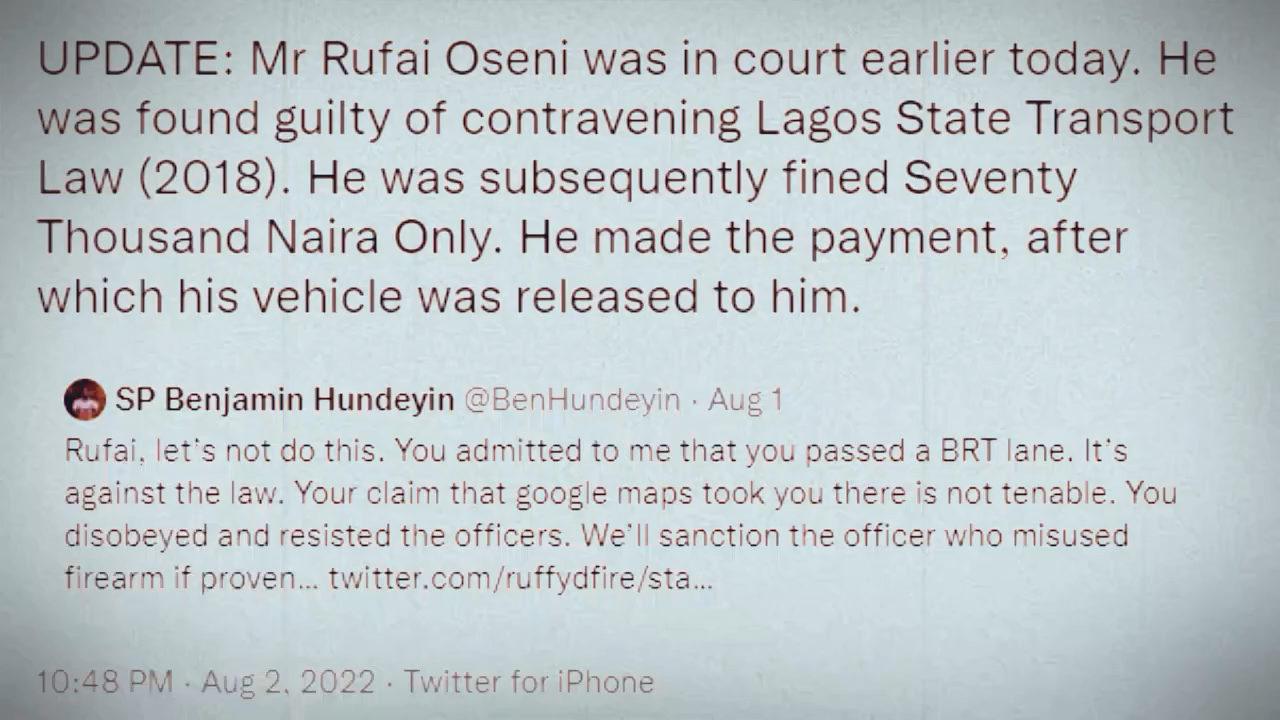 UPDATE: Mr Rufai Oseni was in court earlier today. He
was found guilty of contravening Lagos State Transport
Law (2018). He was subsequently fined Seventy
Thousand Naira Only. He made the payment, after
which his vehicle was released to him.
SP Benjamin Hundeyin @BenHundeyin · Aug 1
Rufai, let's not do this. You admitted to me that you passed a BRT lane. It's
against the law. Your claim that google maps took you there is not tenable. You
disobeyed and resisted the officers. We'll sanction the officer who misused
firearm if proven... twitter.com/ruffydfire/sta...
10:48 PM · Aug 2, 2022 · Twitter for iPhone